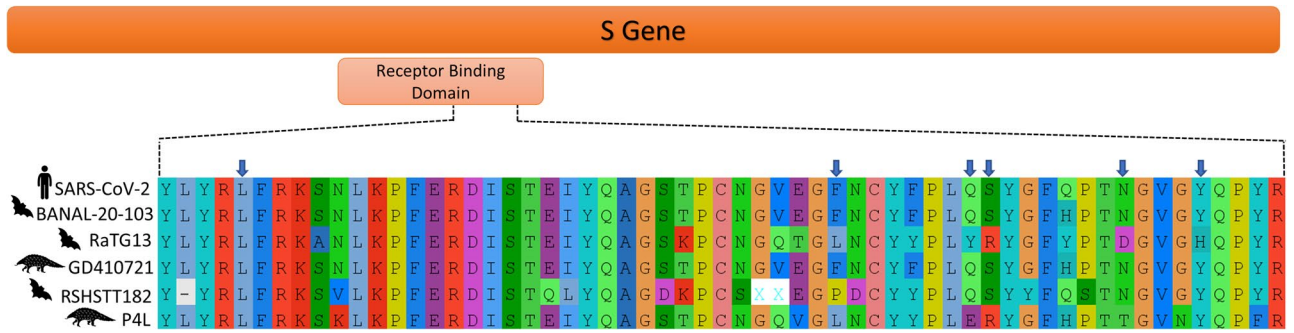 S Gene
Receptor Binding
Domain
SARS-CoV-2 Y L Y R L F R K S N L K P F E R D I S T E I Y Q A G S T P C N G V E G F N C Y F P L Q S Y G F Q P T N G V G Y Q P Y R
BANAL-20-103 Y L Y R L F R K S N L K P F E R D I S T E I Y Q A G S T P C N G V E G F N C Y F P L Q S Y G F H P T N G V G Y Q P Y R
RaTG13 Y L Y R L F R K A N L K P F E R D I S T E I Y Q A G S K P C N G Q T G L N C Y Y P L Y R Y G F Y P T D G V G H Q P Y R
GD410721 Y L Y R L F R K S N L K P F E R D I S T E I Y Q A G S T P C N G V E G F N C Y F P L Q S Y G F H P T N G V G Y Q P Y R
RSHSTT182 Y - Y R L F R K S V L K P F E R D I S T Q L Y Q A G D K P C S X X E G P D C Y Y P L Q S Y Y F Q S T N G V G Y Q P Y R
P4L Y L Y R L F R K S K L K P F E R D I S T E I Y Q A G S T P C N G Q V G L N C Y Y P L E R Y G F H P T T G V N Y Q P F R